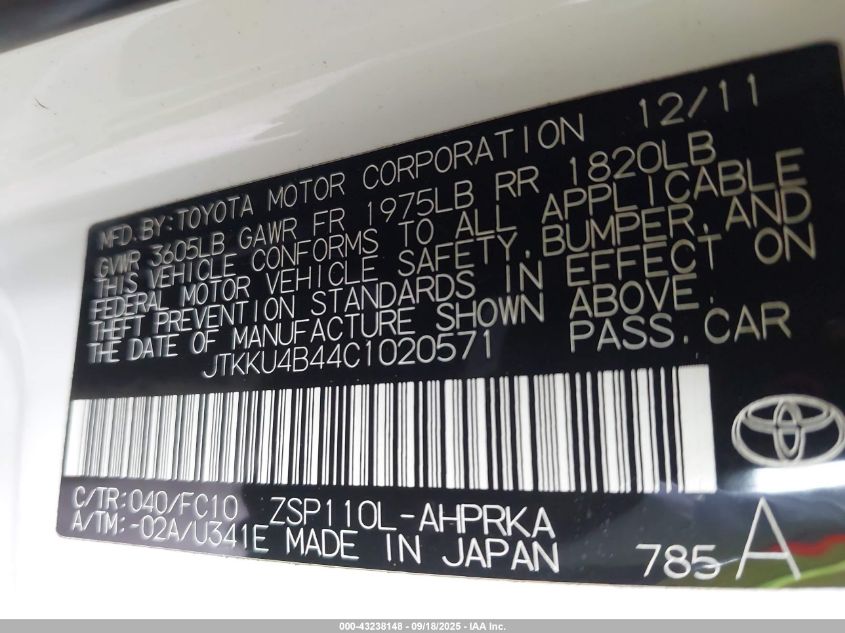 12/11
MFD. BY: TOYOTA MOTOR CORPORATION
GVWR 3605LB GAWR FR 1975LB RR 1820LB
THIS VEHICLE CONFORMS TO ALL APPLICABLE
FEDERAL MOTOR VEHICLE SAFETY, BUMPER, AND
THEFT PREVENTION STANDARDS IN EFFECT ON
THE DATE OF MANUFACTURE SHOWN ABOVE.
JTKKU4B44C1020571 PASS. CAR
C/TR: 040/FC10 ZSP110L-AHPRKA
A/TM: -02A/U341E MADE IN JAPAN
785 A
000-43238148 - 09/18/2025 - IAA Inc.